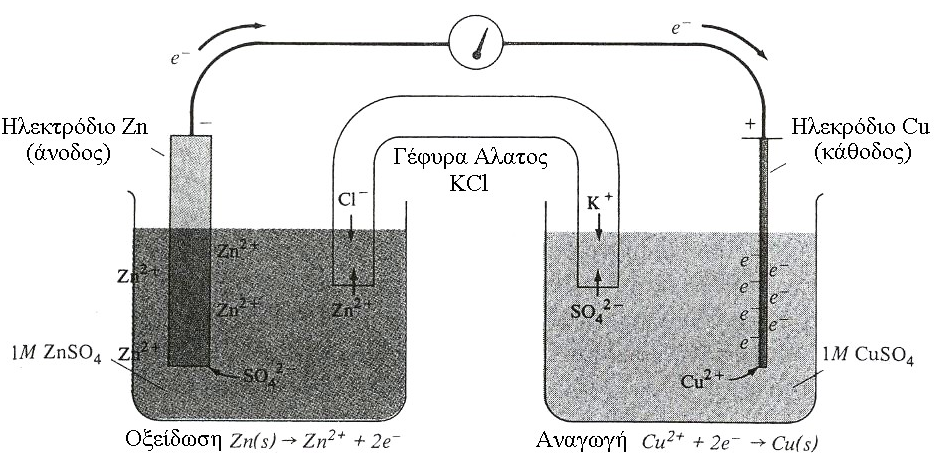 e⁻
e⁻
Ηλεκτρόδιο Zn
(άνοδος)
−
+
Ηλεκρόδιο Cu
(κάθοδος)
Γέφυρα Αλατος
KCl
Cl⁻
K⁺
Zn²⁺
Zn²⁺
Zn²⁺
Zn²⁺
Zn²⁺
SO₄²⁻
SO₄²⁻
e⁻
e⁻
e⁻
e⁻
e⁻
e⁻
e⁻
Cu²⁺
1M ZnSO₄
1M CuSO₄
Οξείδωση Zn(s) → Zn²⁺ + 2e⁻
Αναγωγή Cu²⁺ + 2e⁻ → Cu(s)